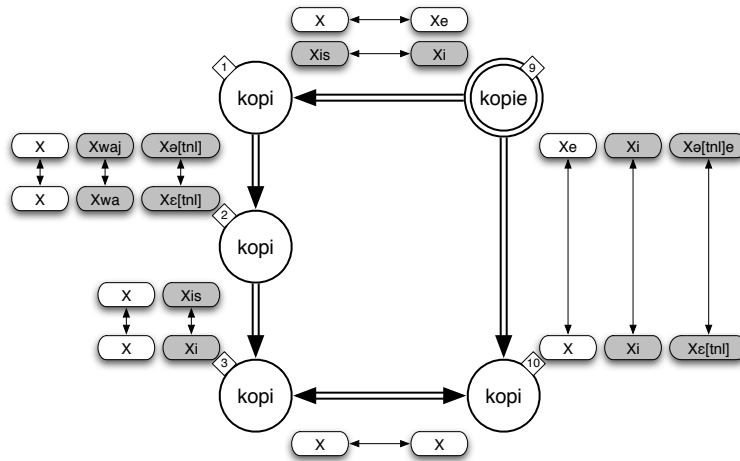 X Xe
Xis Xi
1 9
kopi kopie
X Xwaj Xə[tnl] Xe Xi Xə[tnl]e
X Xwa Xɛ[tnl]
2
kopi
X Xis
X Xi X Xi Xɛ[tnl]
3 10
kopi kopi
X X